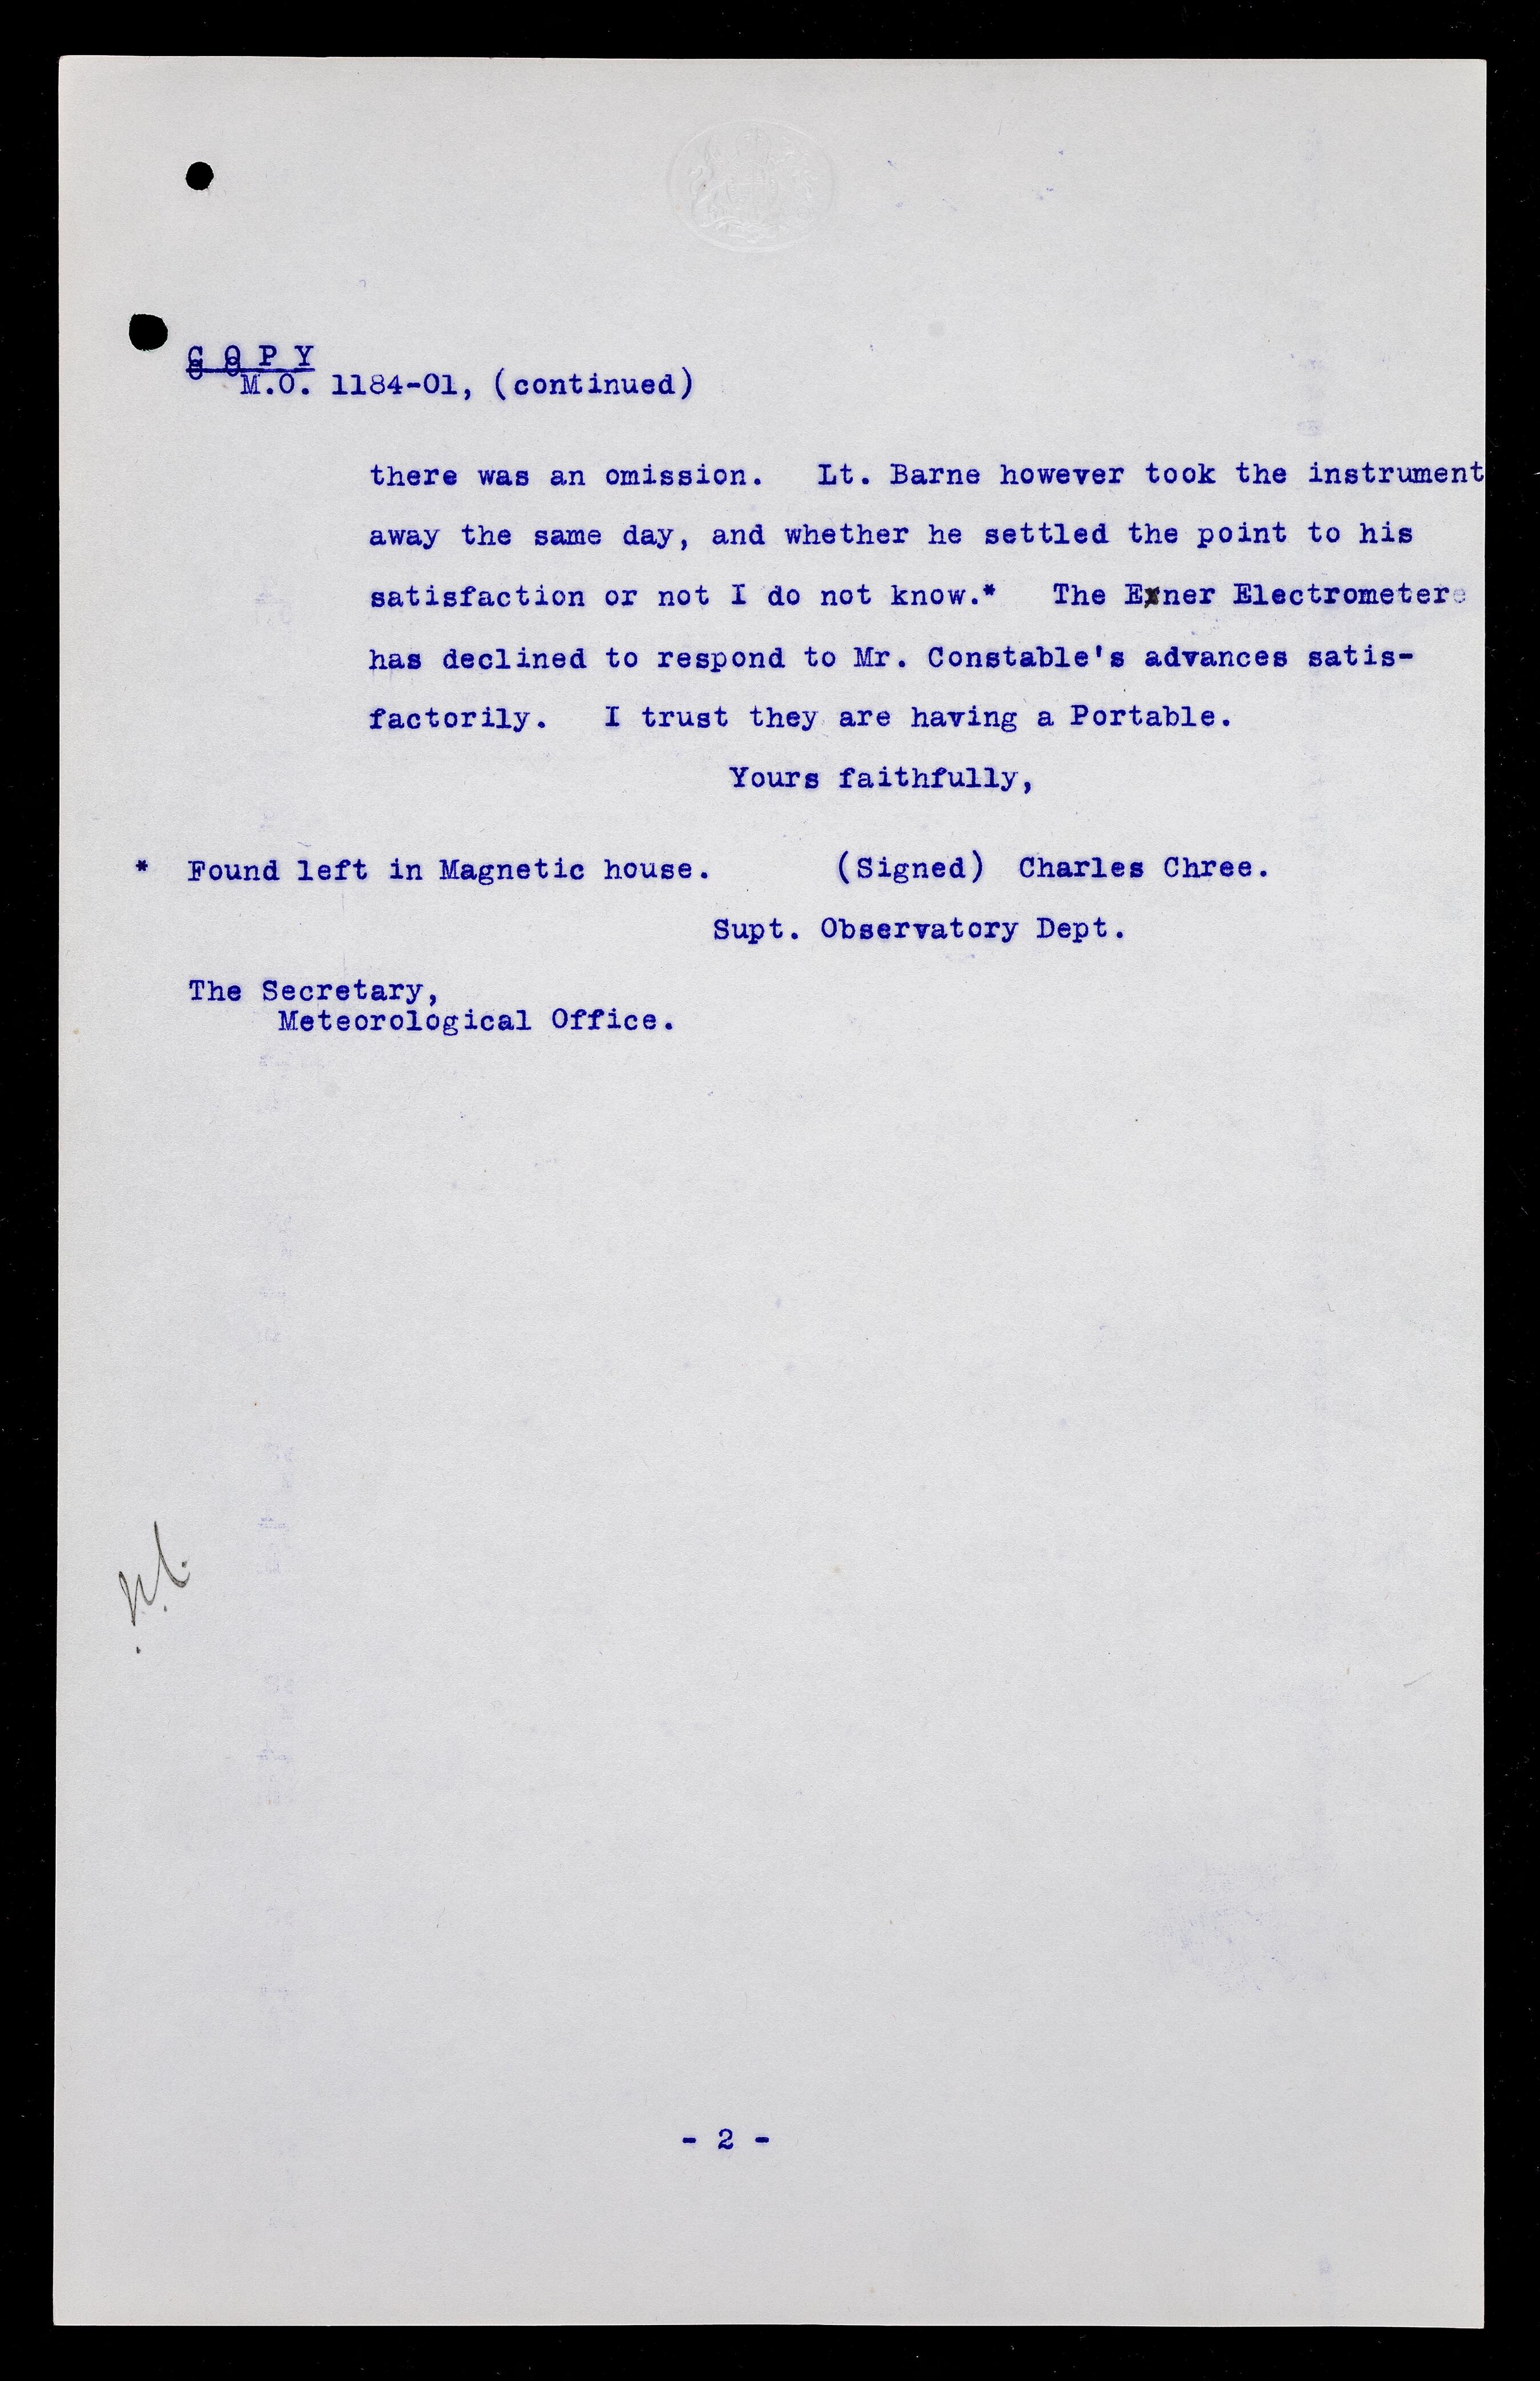 C O P Y
M.O. 1184-01, (continued)
there was an omission. Lt. Barne however took the instrument
away the same day, and whether he settled the point to his
satisfaction or not I do not know.* The Exner Electrometer
has declined to respond to Mr. Constable's advances satis-
factorily. I trust they are having a Portable.
Yours faithfully,
* Found left in Magnetic house. (Signed) Charles Chree.
Supt. Observatory Dept.
The Secretary,
Meteorological Office.
- 2 -